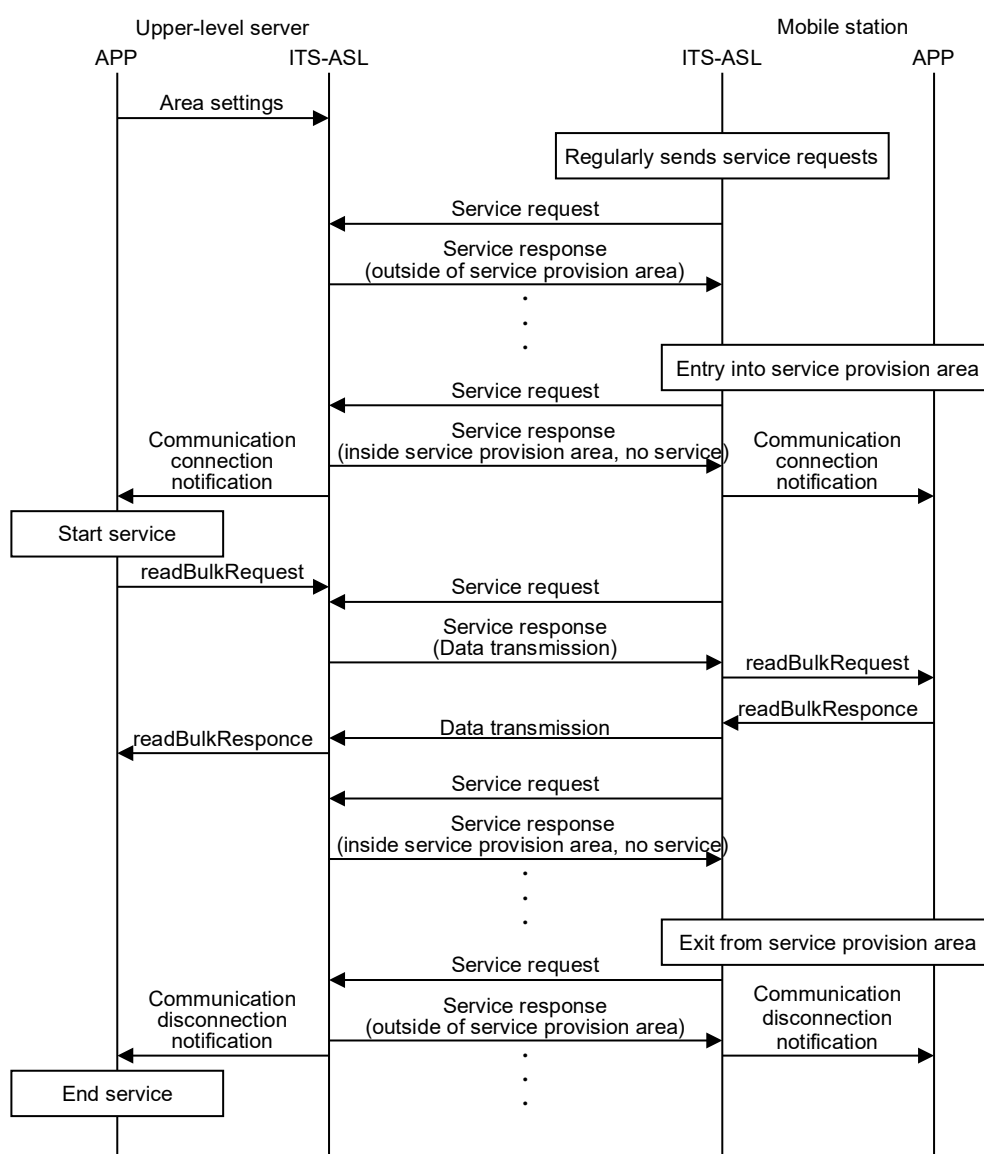 Upper-level server
Mobile station
APP
ITS-ASL
ITS-ASL
APP
Area settings
Regularly sends service requests
Service request
Service response
(outside of service provision area)
Entry into service provision area
Service request
Communication
connection
notification
Service response
(inside service provision area, no service)
Communication
connection
notification
Start service
readBulkRequest
Service request
Service response
(Data transmission)
readBulkRequest
readBulkResponce
Data transmission
readBulkResponce
Service request
Service response
(inside service provision area, no service)
Exit from service provision area
Service request
Communication
disconnection
notification
Service response
(outside of service provision area)
Communication
disconnection
notification
End service